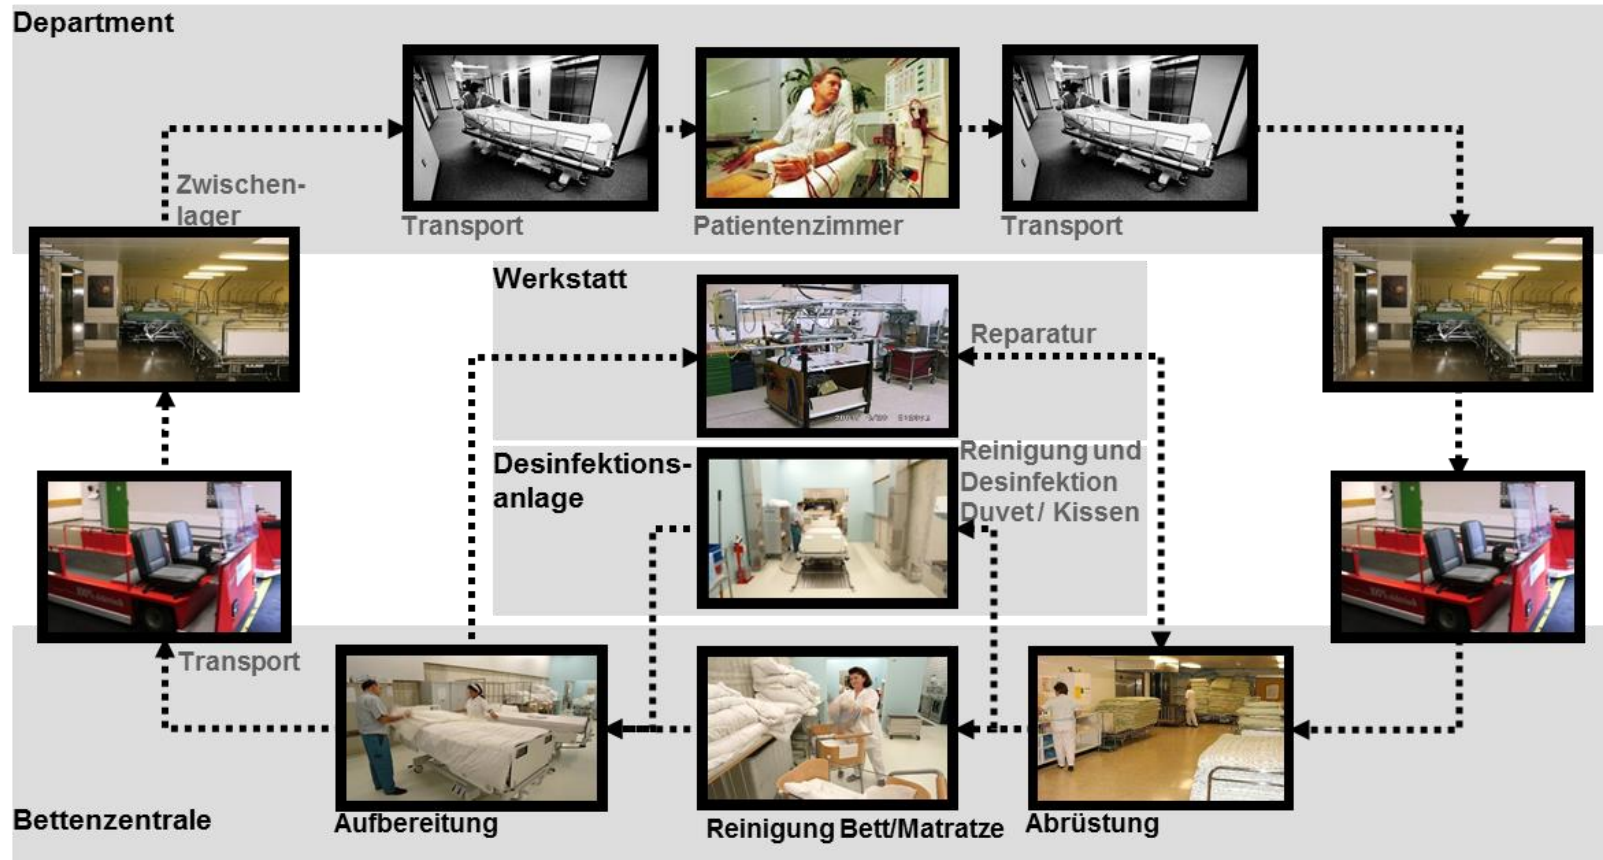 Department
Zwischen-
lager
Transport
Patientenzimmer
Transport
Werkstatt
Reparatur
Desinfektions-
anlage
Reinigung und
Desinfektion
Duvet / Kissen
Transport
Bettenzentrale
Aufbereitung
Reinigung Bett/Matratze
Abrüstung